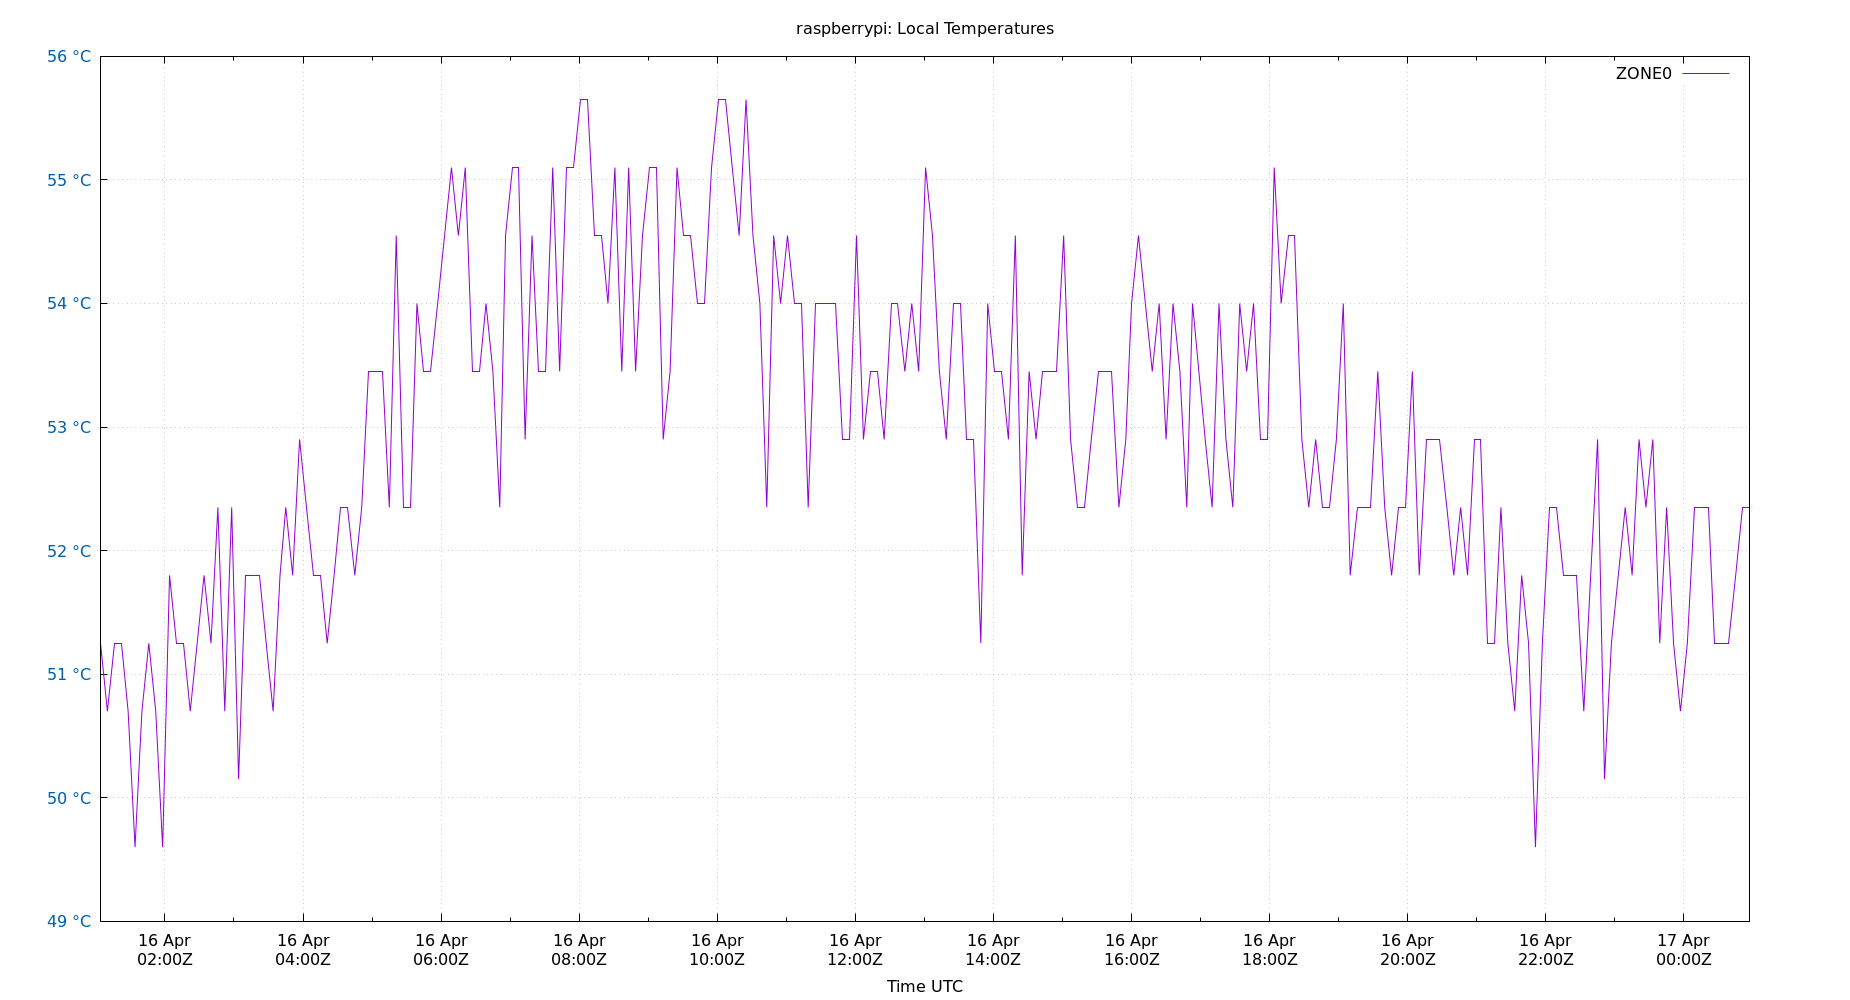 raspberrypi: Local Temperatures
56 °C
ZONE0
55 °C
54 °C
53 °C
52 °C
51 °C
50 °C
49 °C
16 Apr 16 Apr 16 Apr 16 Apr 16 Apr 16 Apr 16 Apr 16 Apr 16 Apr 16 Apr 16 Apr 17 Apr
02:00Z 04:00Z 06:00Z 08:00Z 10:00Z 12:00Z 14:00Z 16:00Z 18:00Z 20:00Z 22:00Z 00:00Z
Time UTC